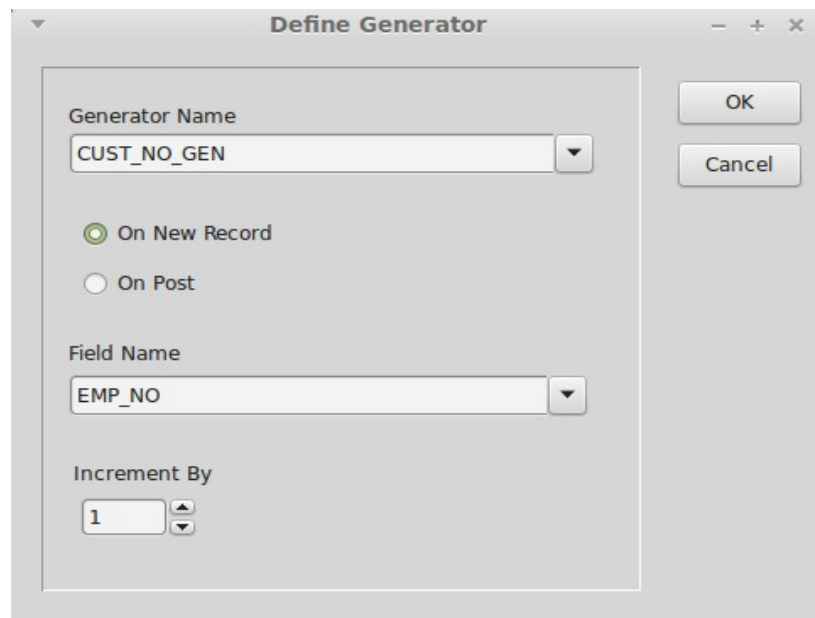 Define Generator
Generator Name
CUST_NO_GEN
On New Record
On Post
Field Name
EMP_NO
Increment By
1
OK
Cancel